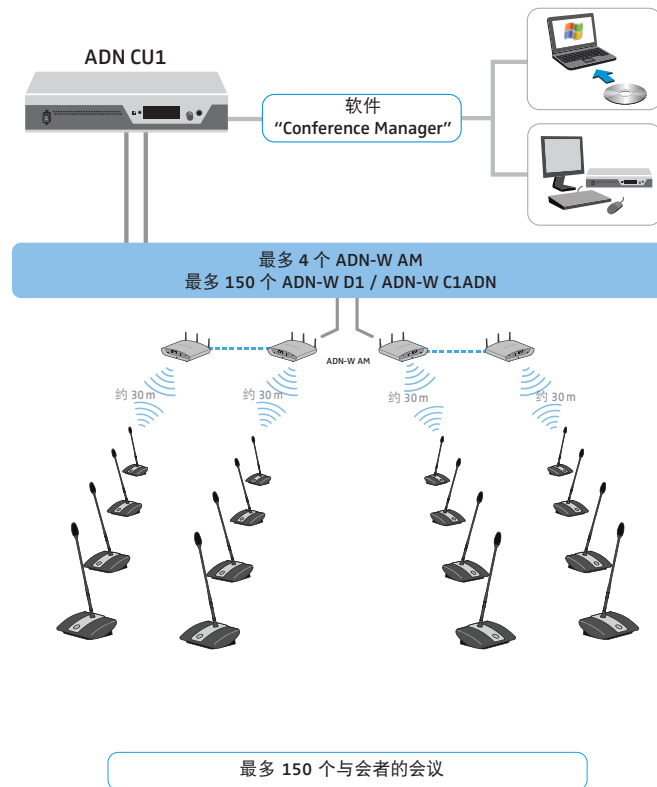 ADN CU1
软件
“Conference Manager”
最多 4 个 ADN-W AM
最多 150 个 ADN-W D1 / ADN-W C1ADN
ADN-W AM
约 30 m
约 30 m
约 30 m
约 30 m
最多 150 个与会者的会议